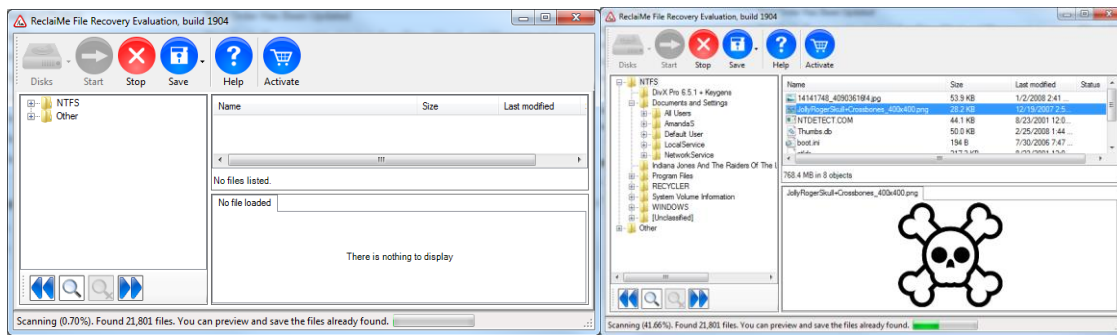 ReclaiMe File Recovery Evaluation, build 1904
Disks Start Stop Save Help Activate
NTFS
Other
Name Size Last modified
No files listed.
No file loaded
There is nothing to display
Scanning (0.70%). Found 21,801 files. You can preview and save the files already found.
ReclaiMe File Recovery Evaluation, build 1904
Disks Start Stop Save Help Activate
NTFS
DivX Pro 6.5.1 + Keygens
Documents and Settings
All Users
AmandaS
Default User
LocalService
NetworkService
Indiana Jones And The Raiders Of The L
Program Files
RECYCLER
System Volume Information
WINDOWS
[Unclassified]
Other
Name Size Last modified Status
14141748_40903616f4.jpg 53.9 KB 1/2/2008 2:41 ...
JollyRogerSkull+Crossbones_400x400.png 28.2 KB 12/19/2007 2:5...
NTDETECT.COM 44.1 KB 8/23/2001 12:0...
Thumbs.db 50.0 KB 2/25/2008 1:44 ...
boot.ini 194 B 7/30/2006 7:47 ...
768.4 MB in 8 objects
JollyRogerSkull+Crossbones_400x400.png
Scanning (41.66%). Found 21,801 files. You can preview and save the files already found.